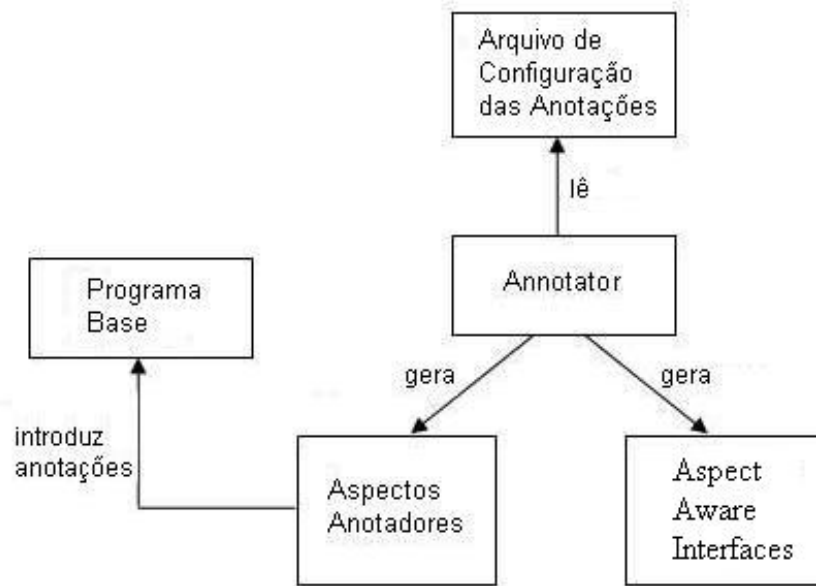 Arquivo de
Configuração
das Anotações
lê
Annotator
Programa
Base
gera
gera
introduz
anotações
Aspectos
Anotadores
Aspect
Aware
Interfaces